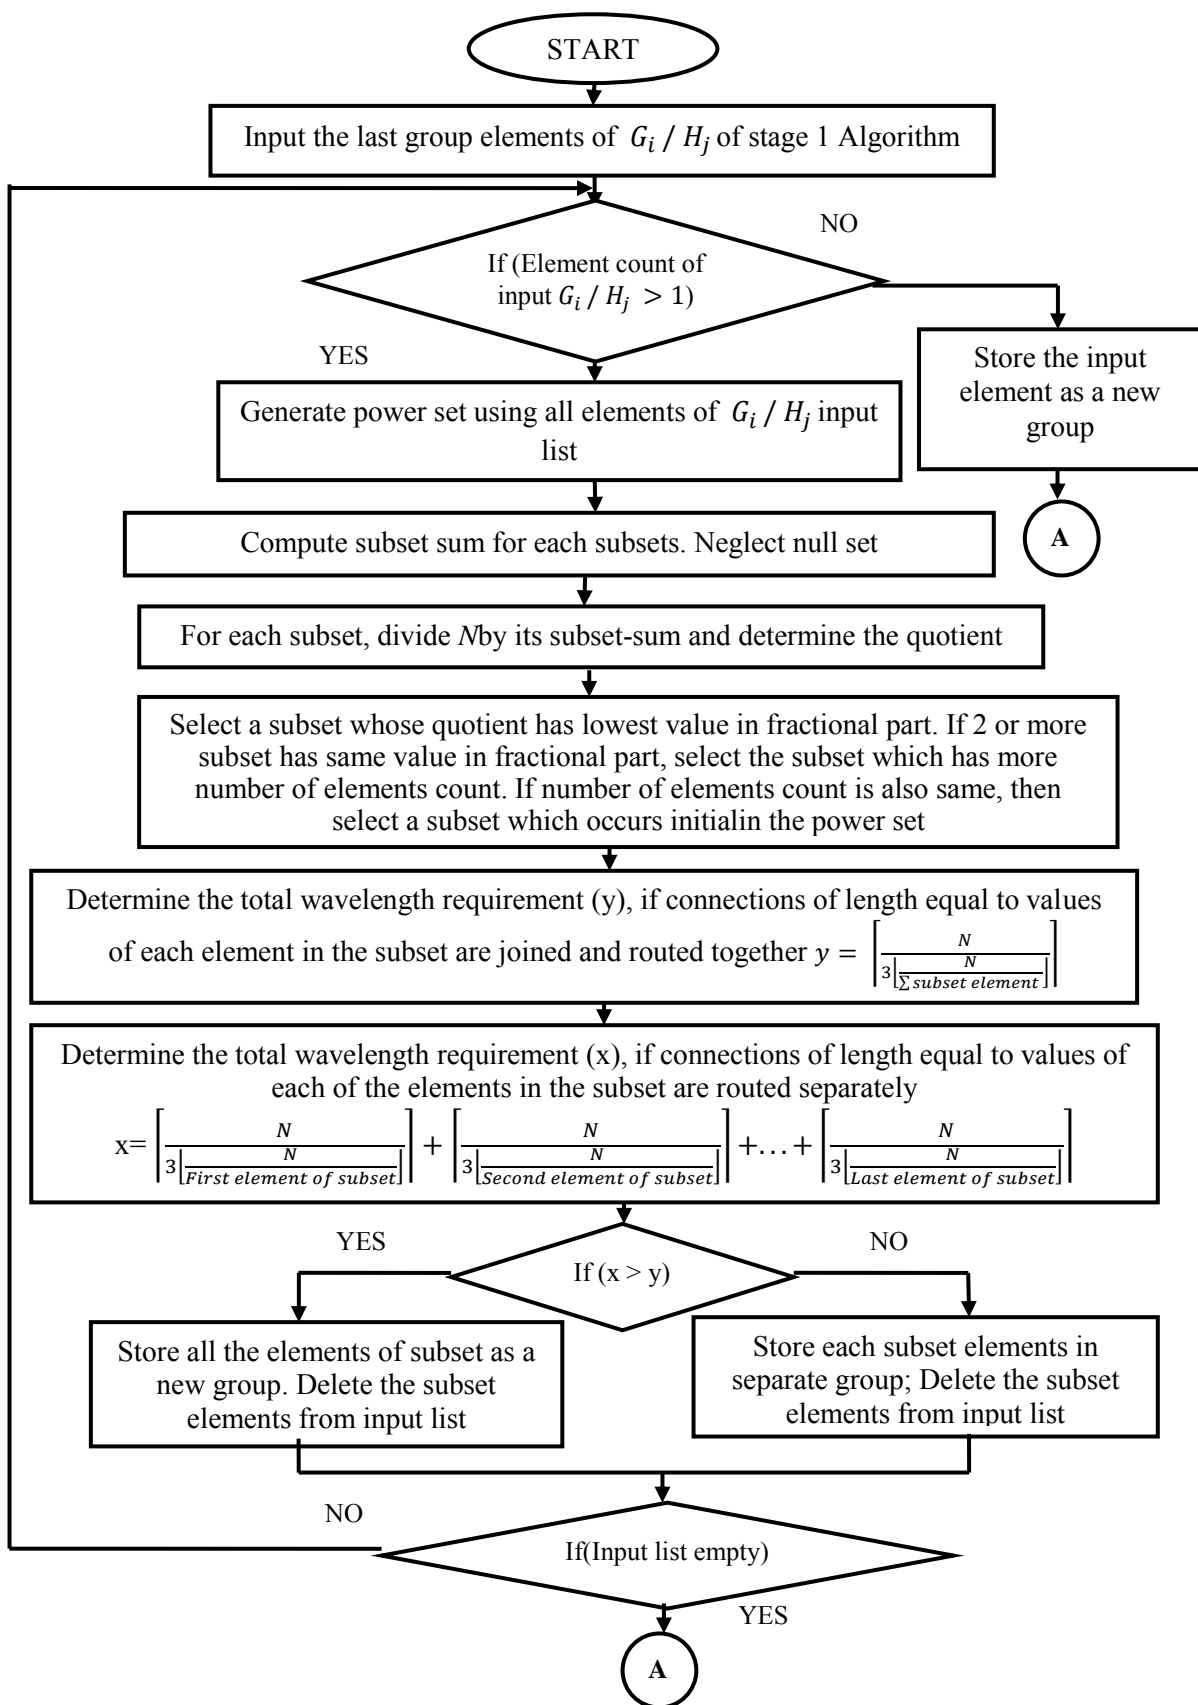 START
Input the last group elements of G_i / H_j of stage 1 Algorithm
NO
If (Element count of
input G_i / H_j > 1)
YES
Store the input
element as a new
group
Generate power set using all elements of G_i / H_j input
list
A
Compute subset sum for each subsets. Neglect null set
For each subset, divide Nby its subset-sum and determine the quotient
Select a subset whose quotient has lowest value in fractional part. If 2 or more
subset has same value in fractional part, select the subset which has more
number of elements count. If number of elements count is also same, then
select a subset which occurs initialin the power set
Determine the total wavelength requirement (y), if connections of length equal to values
of each element in the subset are joined and routed together y = ⌈N / (3⌊N / (∑ subset element)⌋)⌉
Determine the total wavelength requirement (x), if connections of length equal to values of
each of the elements in the subset are routed separately
x= ⌈N / (3⌊N / (First element of subset)⌋)⌉ + ⌈N / (3⌊N / (Second element of subset)⌋)⌉ +…+ ⌈N / (3⌊N / (Last element of subset)⌋)⌉
YES
NO
If (x > y)
Store all the elements of subset as a
new group. Delete the subset
elements from input list
Store each subset elements in
separate group; Delete the subset
elements from input list
NO
If(Input list empty)
YES
A